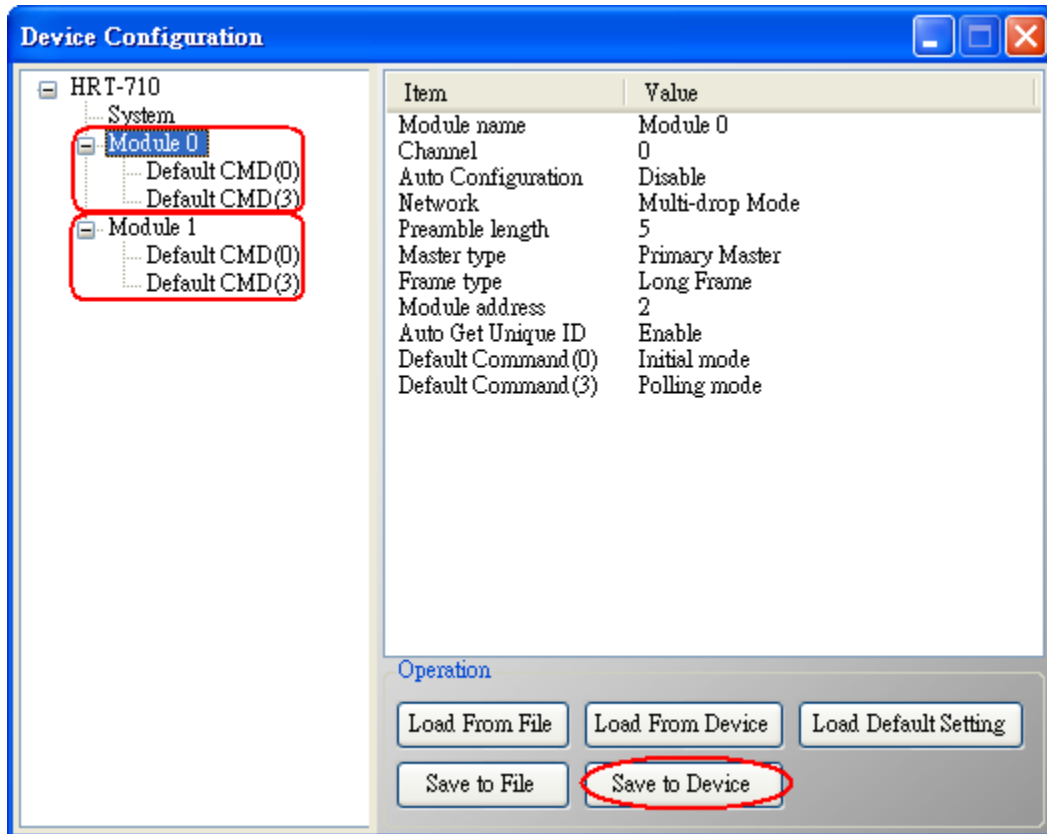 Device Configuration
HRT-710
System
Module 0
Default CMD(0)
Default CMD(3)
Module 1
Default CMD(0)
Default CMD(3)
Item Value
Module name Module 0
Channel 0
Auto Configuration Disable
Network Multi-drop Mode
Preamble length 5
Master type Primary Master
Frame type Long Frame
Module address 2
Auto Get Unique ID Enable
Default Command(0) Initial mode
Default Command(3) Polling mode
Operation
Load From File Load From Device Load Default Setting
Save to File Save to Device